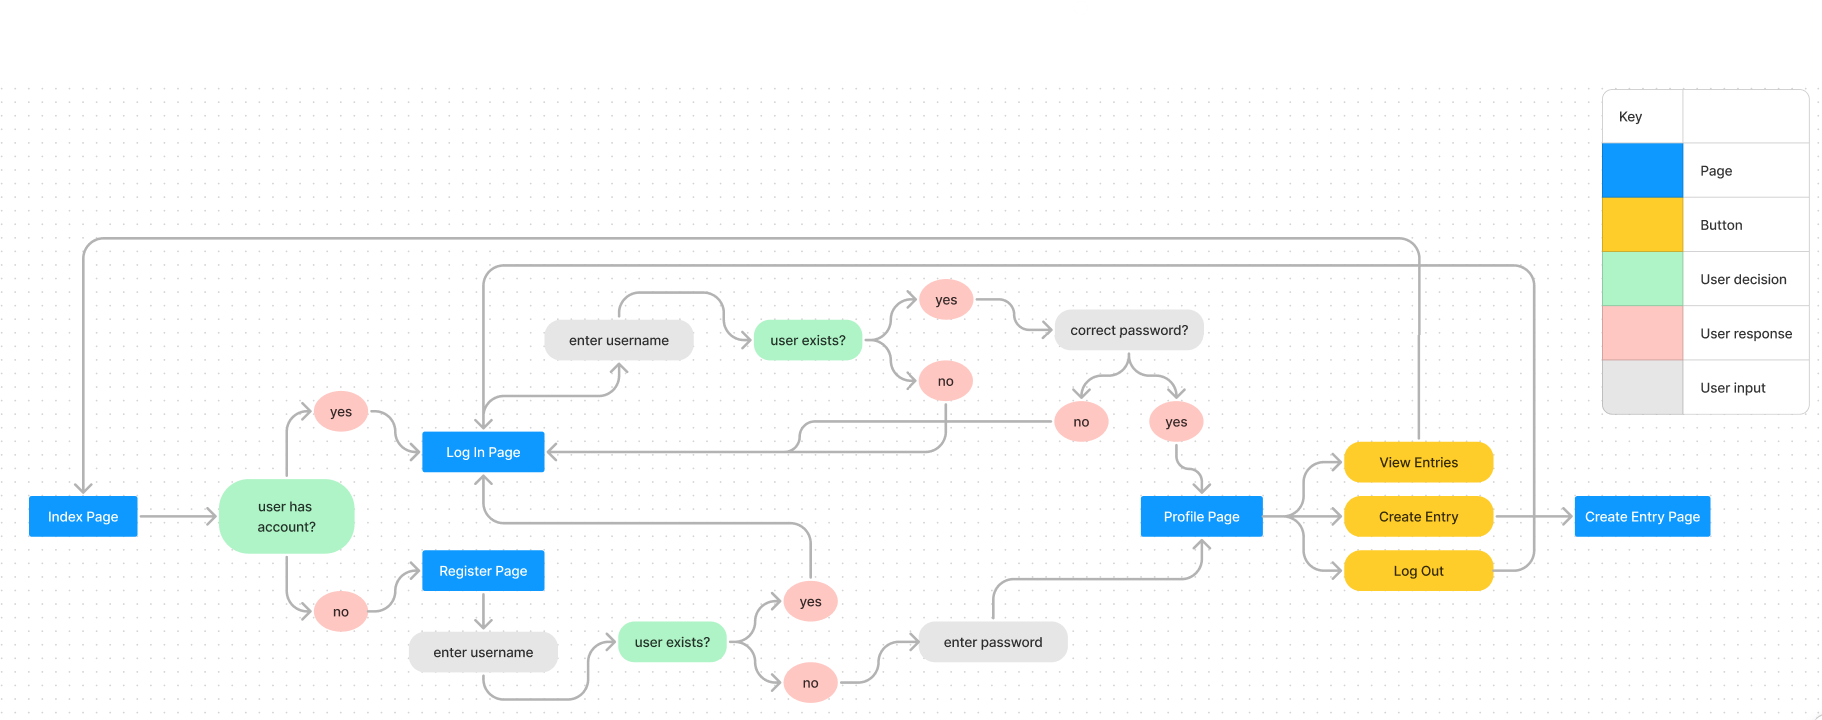 Key
Page
Button
User decision
User response
User input
yes
enter username
user exists?
correct password?
no
yes
no
yes
Log In Page
View Entries
Index Page
user has
account?
Profile Page
Create Entry
Create Entry Page
Register Page
Log Out
no
yes
enter username
user exists?
enter password
no